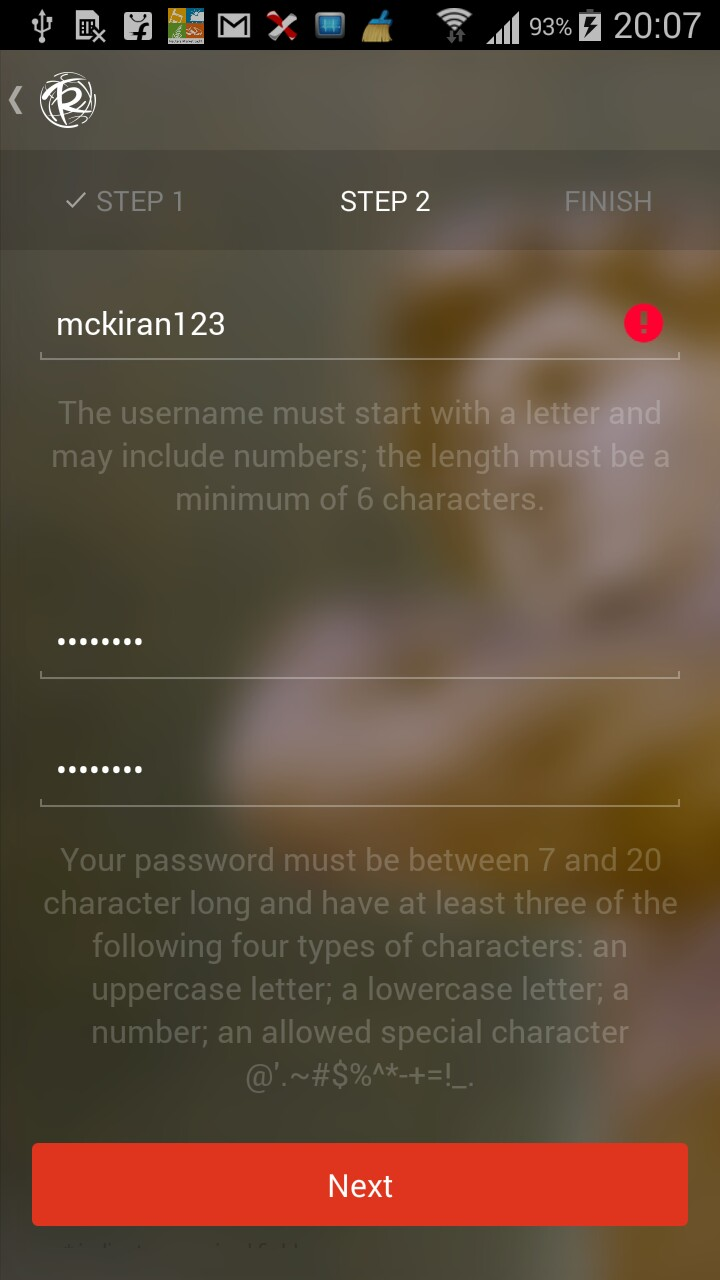 93% 20:07
R
STEP 1 STEP 2 FINISH
mckiran123
The username must start with a letter and
may include numbers; the length must be a
minimum of 6 characters.
••••••••
••••••••
Your password must be between 7 and 20
character long and have at least three of the
following four types of characters: an
uppercase letter; a lowercase letter; a
number; an allowed special character
@'.~#$%^*-+=!_.
Next